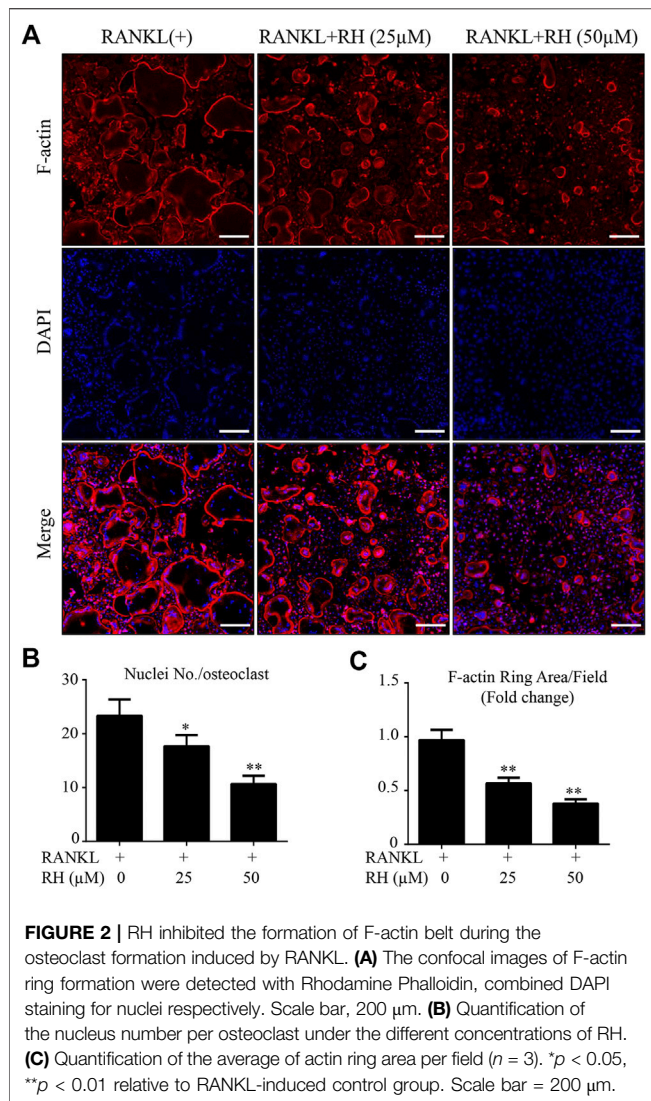 A
RANKL(+) RANKL+RH (25μM) RANKL+RH (50μM)
F-actin
DAPI
Merge
B
Nuclei No./osteoclast
30
20
10
0
*
**
RANKL + + +
RH (μM) 0 25 50
C
F-actin Ring Area/Field
(Fold change)
1.5
1.0
0.5
0
**
**
RANKL + + +
RH (μM) 0 25 50
FIGURE 2 | RH inhibited the formation of F-actin belt during the
osteoclast formation induced by RANKL. (A) The confocal images of F-actin
ring formation were detected with Rhodamine Phalloidin, combined DAPI
staining for nuclei respectively. Scale bar, 200 μm. (B) Quantification of
the nucleus number per osteoclast under the different concentrations of RH.
(C) Quantification of the average of actin ring area per field (n = 3). *p < 0.05,
**p < 0.01 relative to RANKL-induced control group. Scale bar = 200 μm.